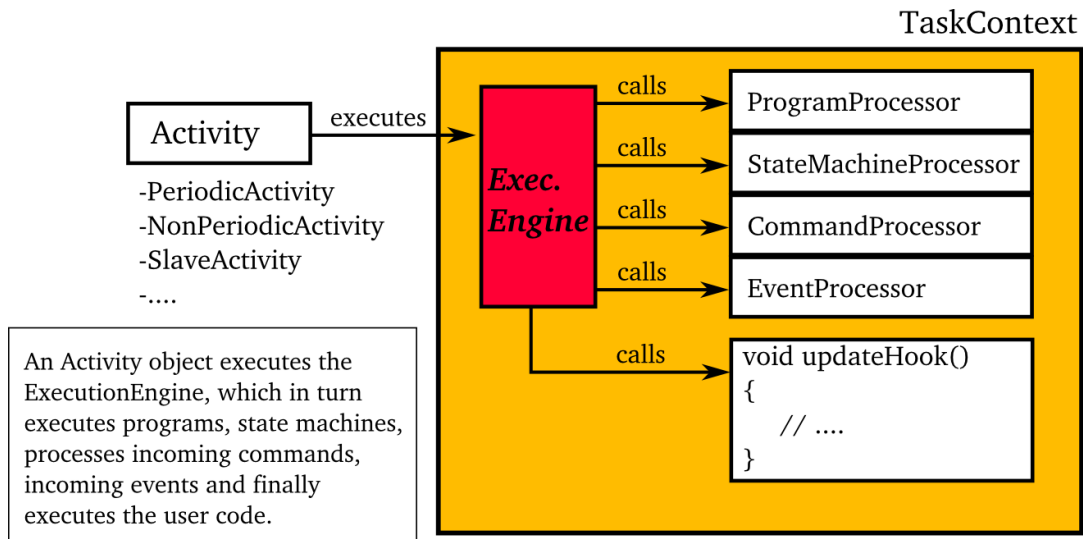 TaskContext
Activity
executes
-PeriodicActivity
-NonPeriodicActivity
-SlaveActivity
-....
Exec.
Engine
calls
ProgramProcessor
calls
StateMachineProcessor
calls
CommandProcessor
calls
EventProcessor
calls
void updateHook()
{
// ....
}
An Activity object executes the
ExecutionEngine, which in turn
executes programs, state machines,
processes incoming commands,
incoming events and finally
executes the user code.